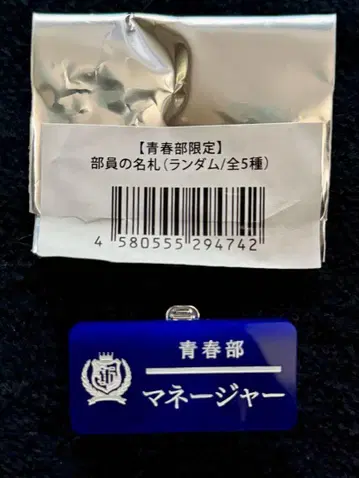 【青春部限定】
部員の名札(ランダム/全5種)
4 580555 294742
青春部
マネージャー